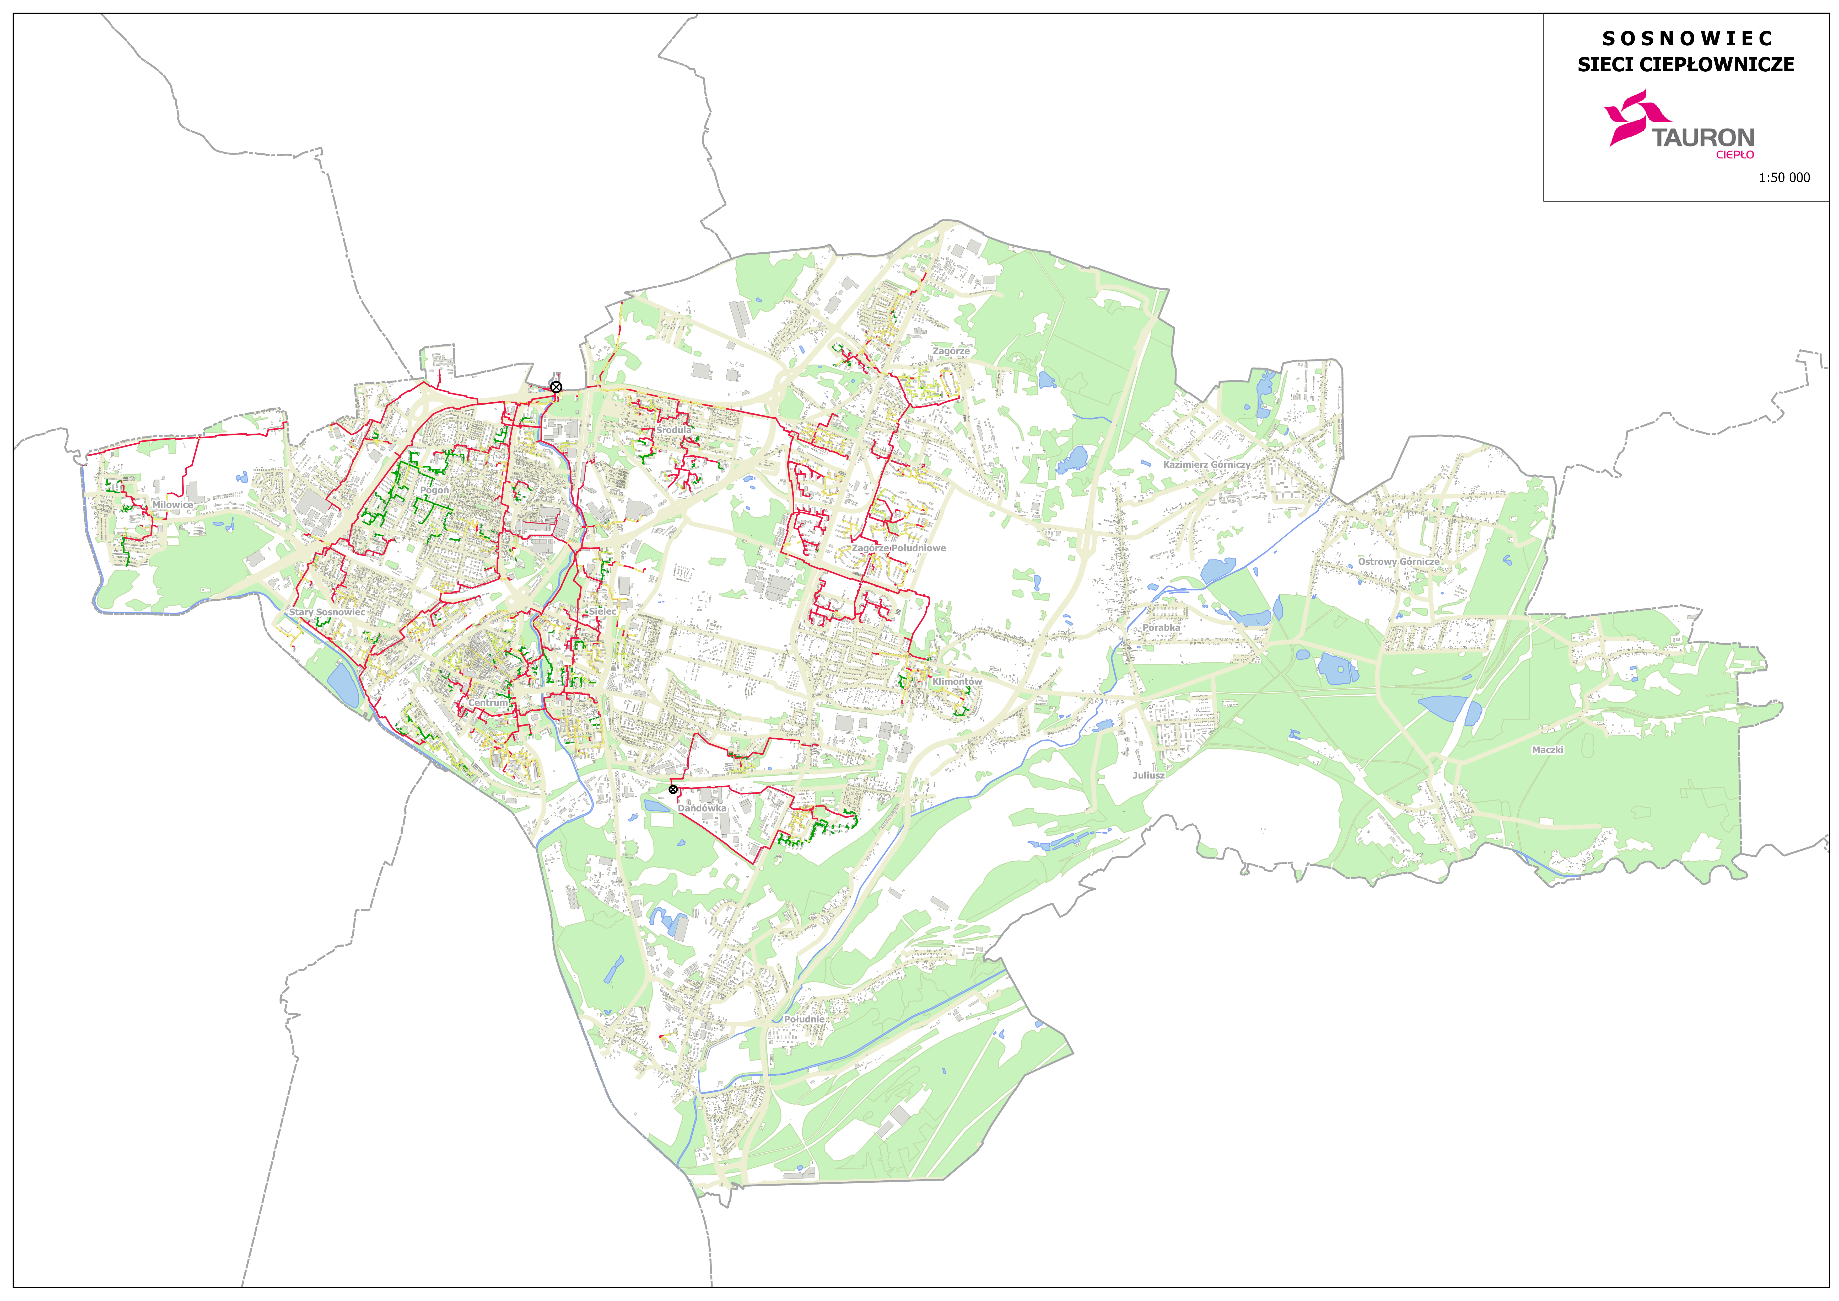 SOSNOWIEC
SIECI CIEPŁOWNICZE
TAURON
CIEPŁO
1:50 000
Zagórze
Środula
Kazimierz Górniczy
Pogoń
Milowice
Zagórze Południowe
Ostrowy Górnicze
Stary Sosnowiec
Sielec
Porąbka
Klimontów
Centrum
Maczki
Juliusz
Dańdówka
Południe